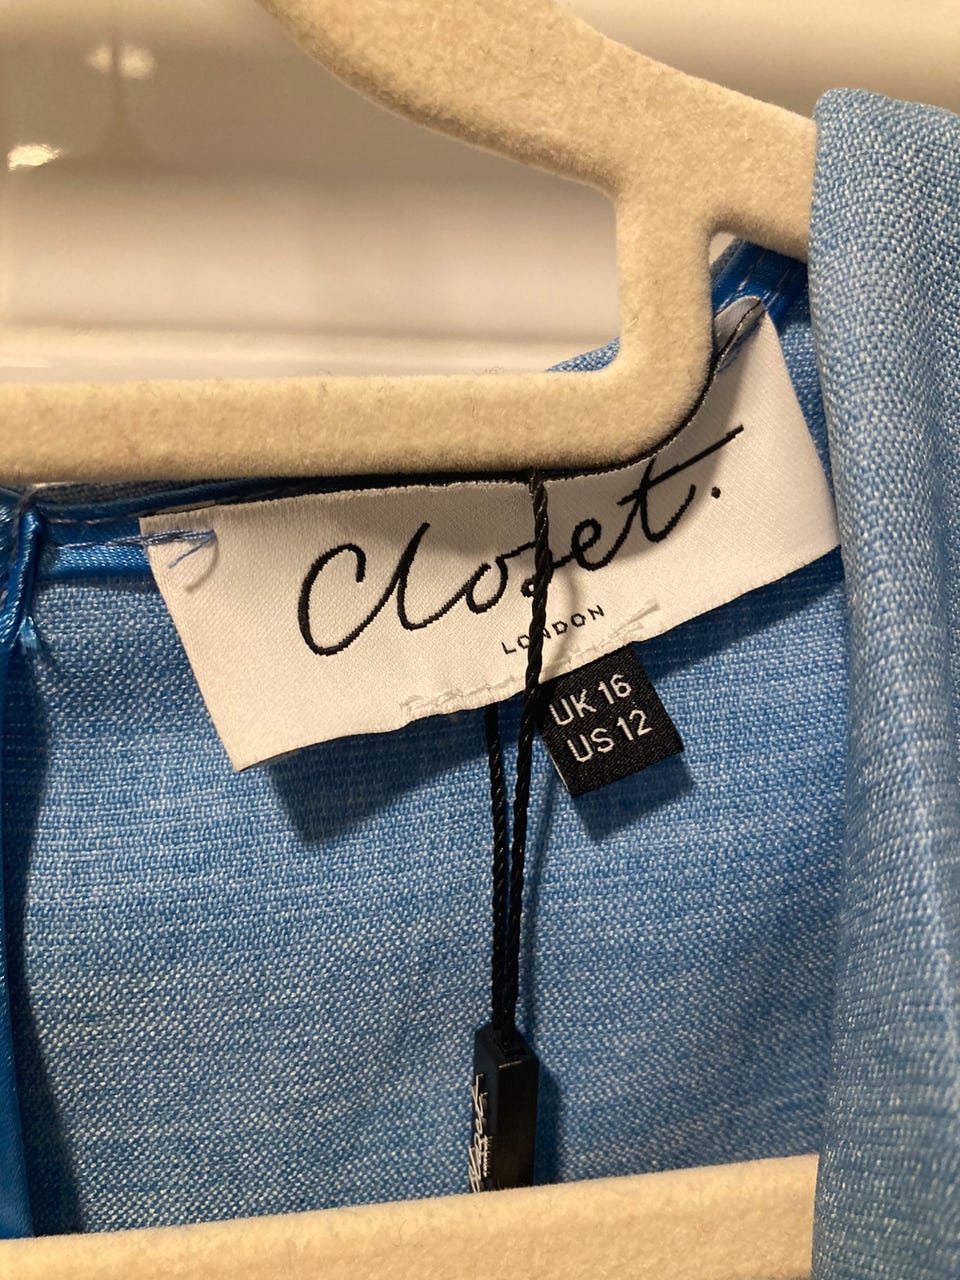 Closet.
LONDON
UK 16
US 12